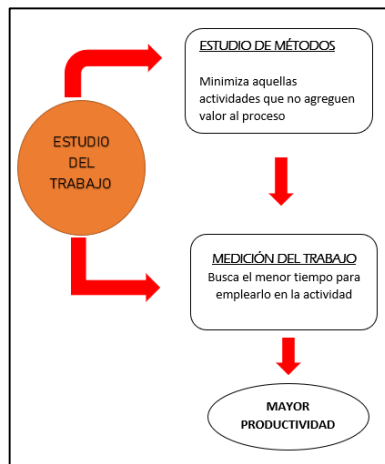 ESTUDIO DE MÉTODOS
Minimiza aquellas
actividades que no agreguen
valor al proceso
ESTUDIO
DEL
TRABAJO
MEDICIÓN DEL TRABAJO
Busca el menor tiempo para
emplearlo en la actividad
MAYOR
PRODUCTIVIDAD